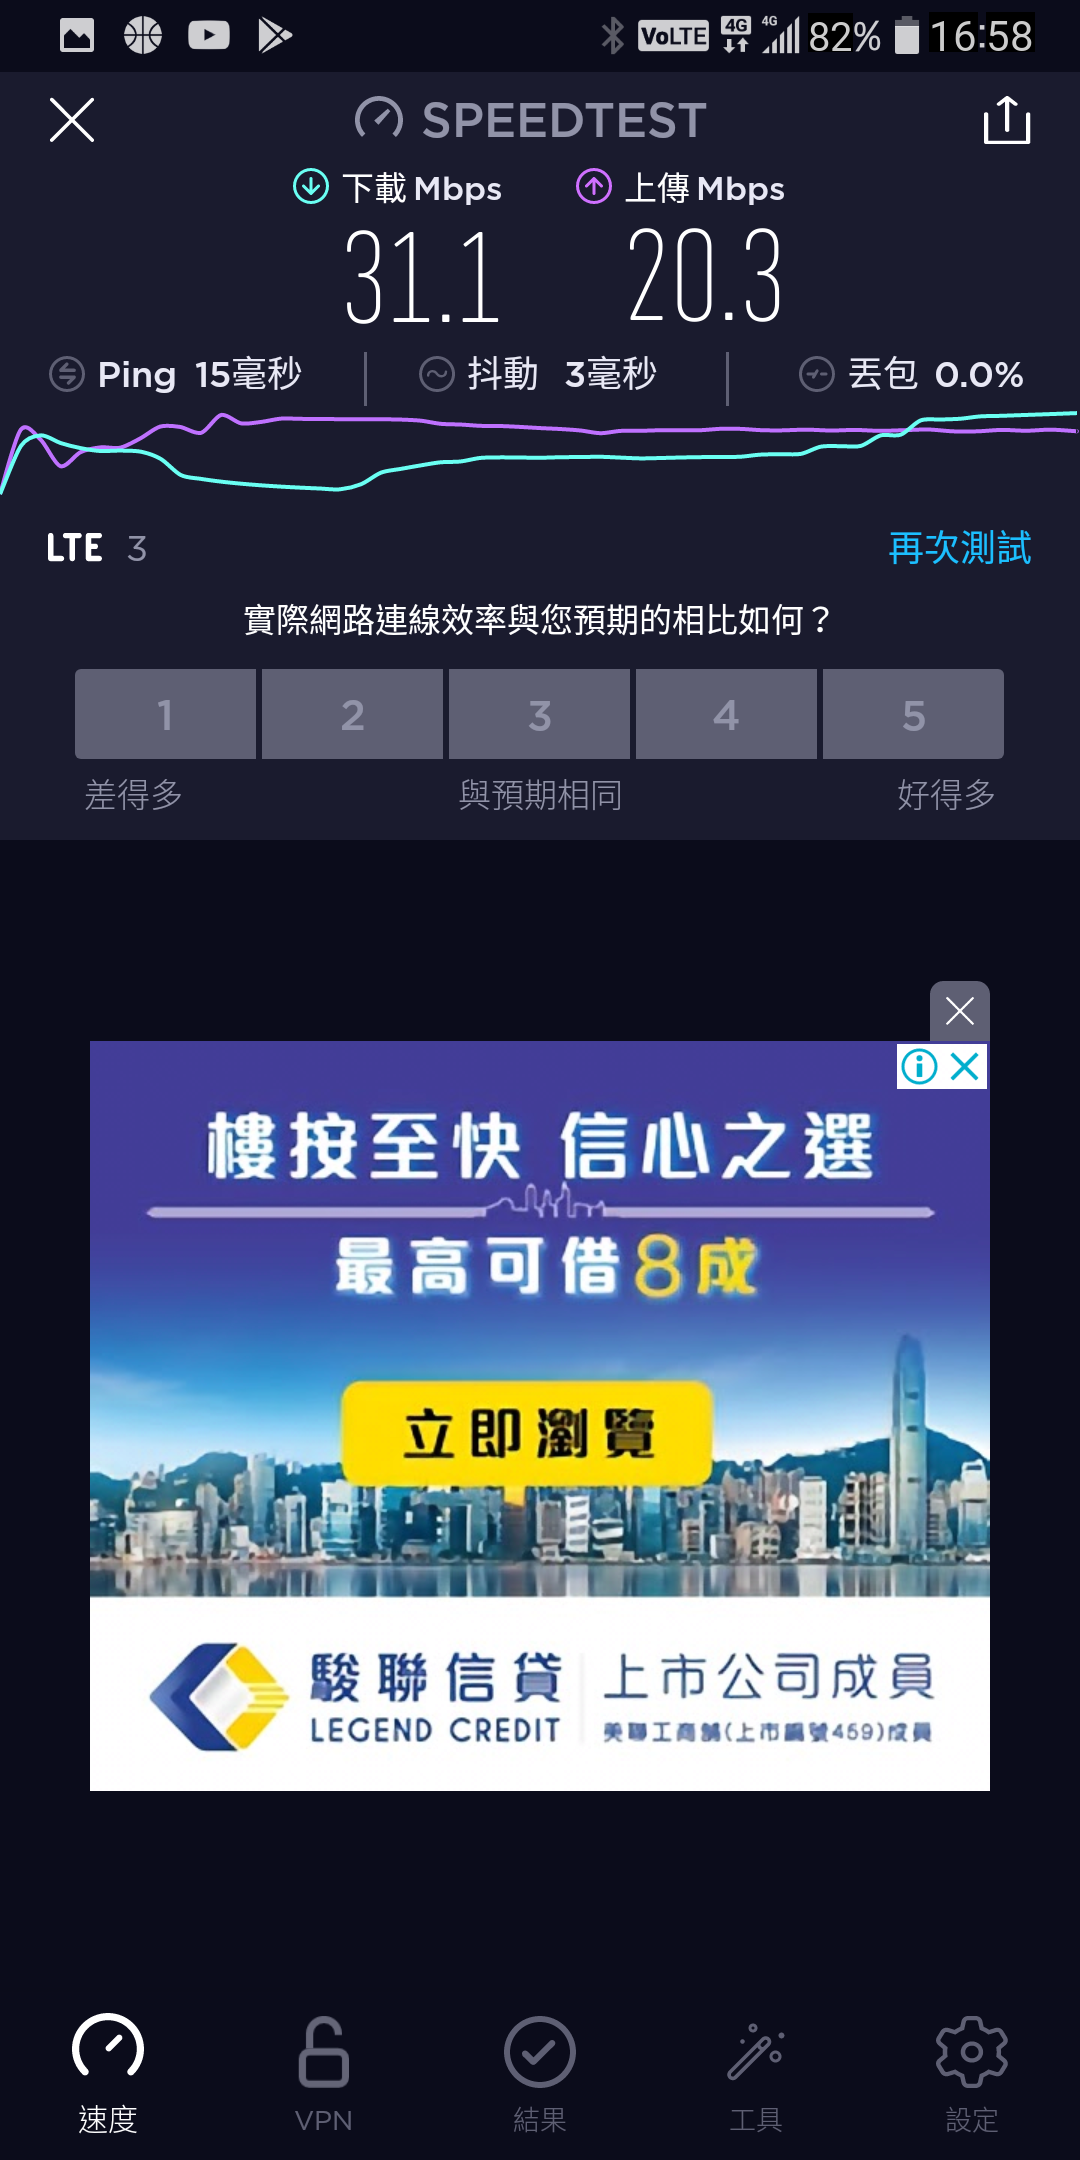 VoLTE 4G 4G 82% 16:58
SPEEDTEST
下載 Mbps 上傳 Mbps
31.1 20.3
Ping 15毫秒 抖動 3毫秒 丟包 0.0%
LTE 3 再次測試
實際網路連線效率與您預期的相比如何？
1 2 3 4 5
差得多 與預期相同 好得多
樓按至快 信心之選
最高可借8成
立即瀏覽
駿聯信貸 上市公司成員
LEGEND CREDIT 美聯工商舖(上市編號459)成員
速度 VPN 結果 工具 設定